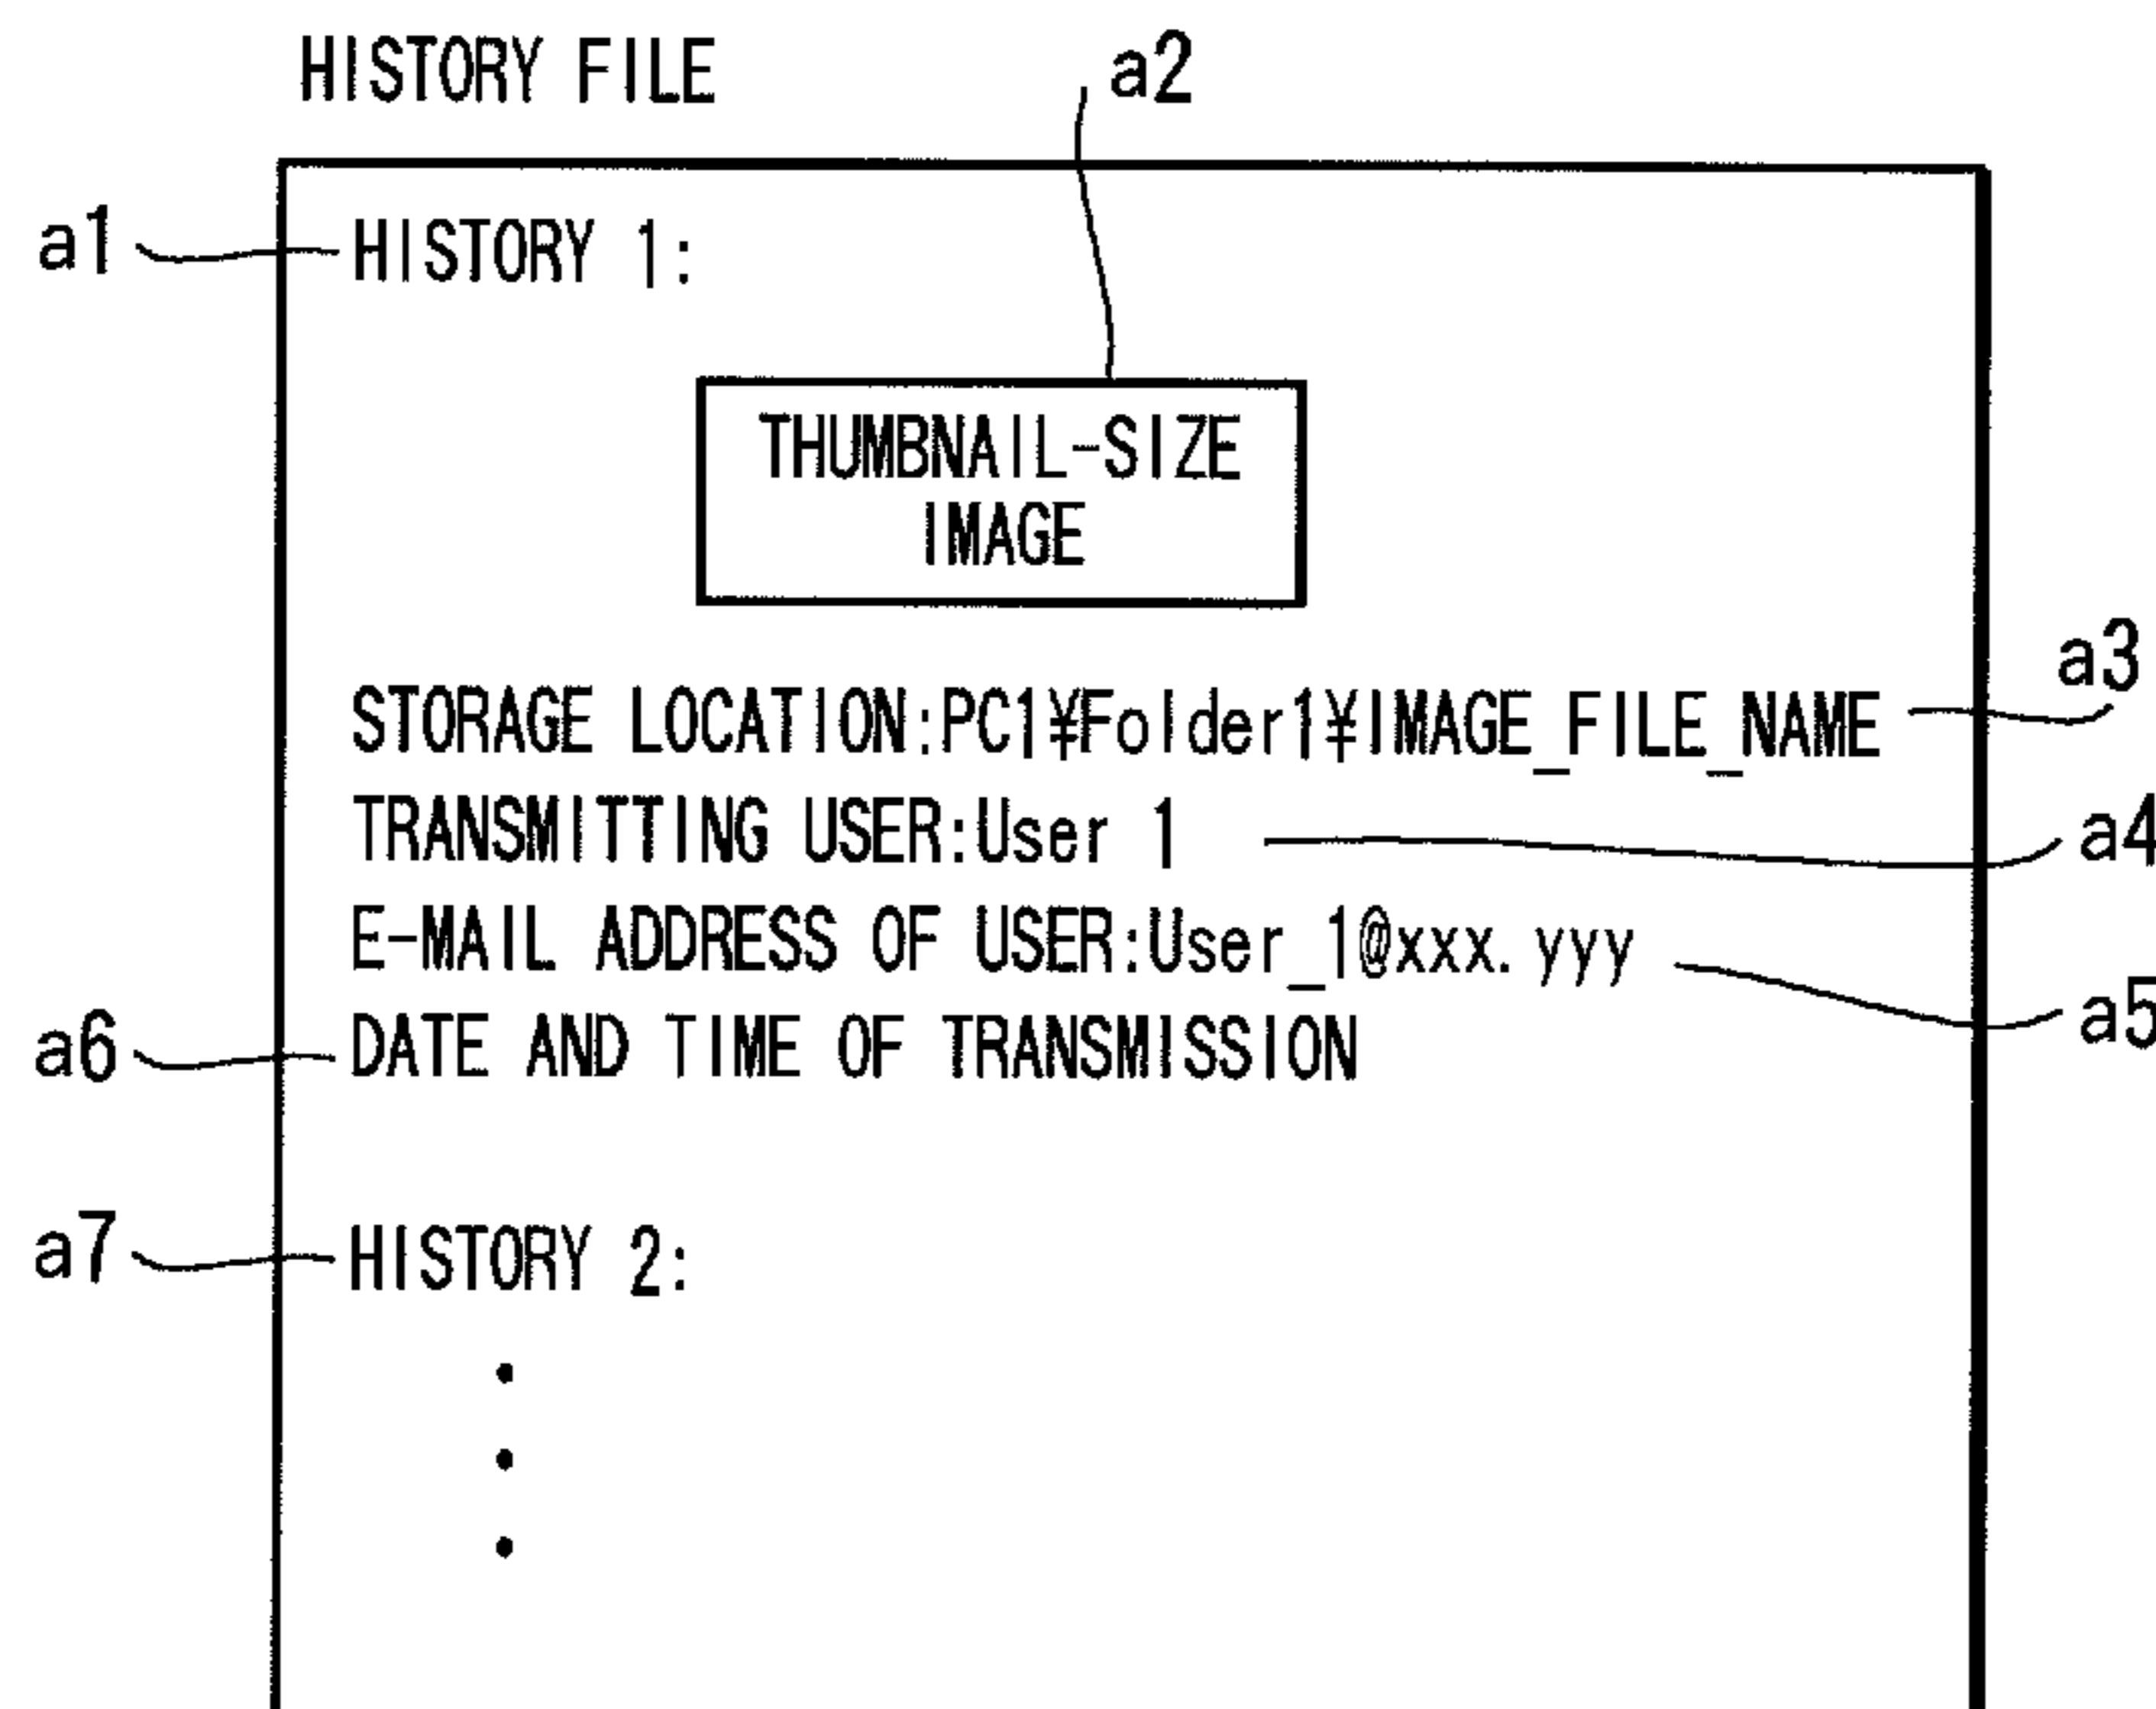 HISTORY FILE
a2
a1
HISTORY 1:
THUMBNAIL-SIZE
IMAGE
a3
STORAGE LOCATION:PC1¥Folder1¥IMAGE_FILE_NAME
TRANSMITTING USER:User 1
a4
E-MAIL ADDRESS OF USER:User_1@xxx.yyy
a5
a6
DATE AND TIME OF TRANSMISSION
a7
HISTORY 2: